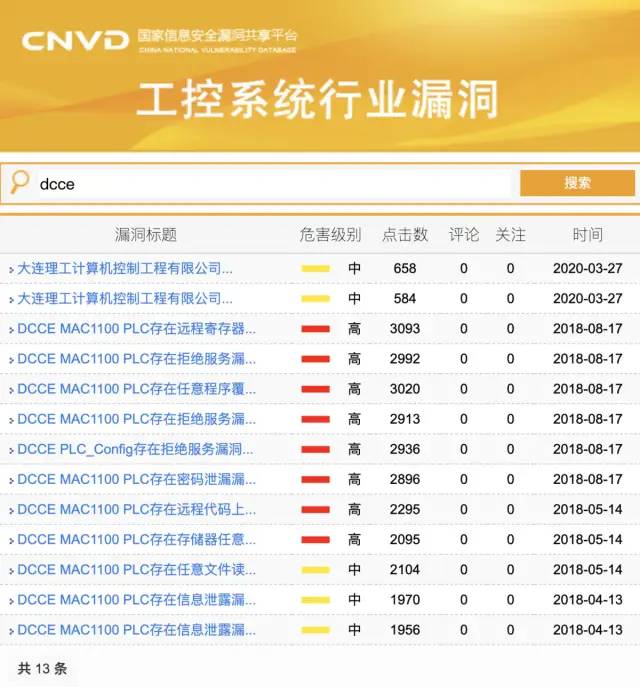 CNVD 国家信息安全漏洞共享平台
CHINA NATIONAL VULNERABILITY DATABASE
工控系统行业漏洞
dcce 搜索
漏洞标题 危害级别 点击数 评论 关注 时间
大连理工计算机控制工程有限公司... 中 658 0 0 2020-03-27
大连理工计算机控制工程有限公司... 中 584 0 0 2020-03-27
DCCE MAC1100 PLC存在远程寄存器... 高 3093 0 0 2018-08-17
DCCE MAC1100 PLC存在拒绝服务漏... 高 2992 0 0 2018-08-17
DCCE MAC1100 PLC存在任意程序覆... 高 3020 0 0 2018-08-17
DCCE MAC1100 PLC存在拒绝服务漏... 高 2913 0 0 2018-08-17
DCCE PLC_Config存在拒绝服务漏洞... 高 2936 0 0 2018-08-17
DCCE MAC1100 PLC存在密码泄漏漏... 高 2896 0 0 2018-08-17
DCCE MAC1100 PLC存在远程代码上... 高 2295 0 0 2018-05-14
DCCE MAC1100 PLC存在存储器任意... 高 2095 0 0 2018-05-14
DCCE MAC1100 PLC存在任意文件读... 中 2104 0 0 2018-05-14
DCCE MAC1100 PLC存在信息泄露漏... 中 1970 0 0 2018-04-13
DCCE MAC1100 PLC存在信息泄露漏... 中 1956 0 0 2018-04-13
共 13 条